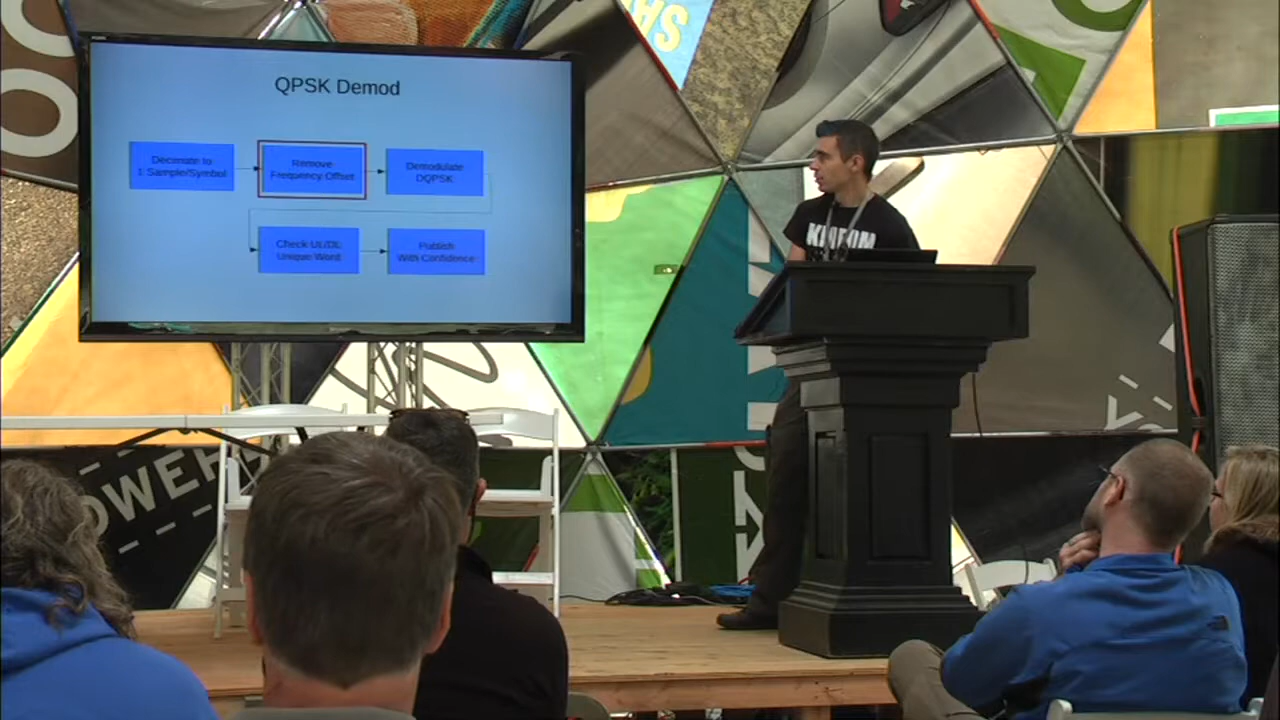 QPSK Demod
Decimate to
1 Sample/Symbol
Remove
Frequency Offset
Demodulate
DQPSK
Check UL/DL
Unique Word
Publish
With Confidence
OWER